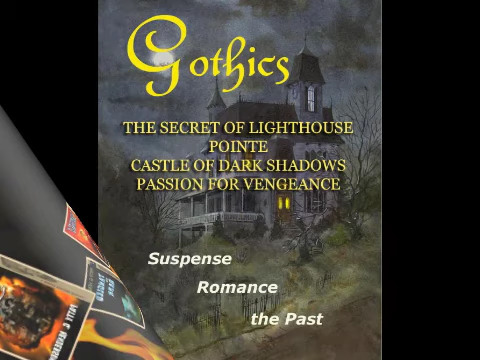 Gothics
THE SECRET OF LIGHTHOUSE
POINTE
CASTLE OF DARK SHADOWS
PASSION FOR VENGEANCE
Suspense
Romance
the Past